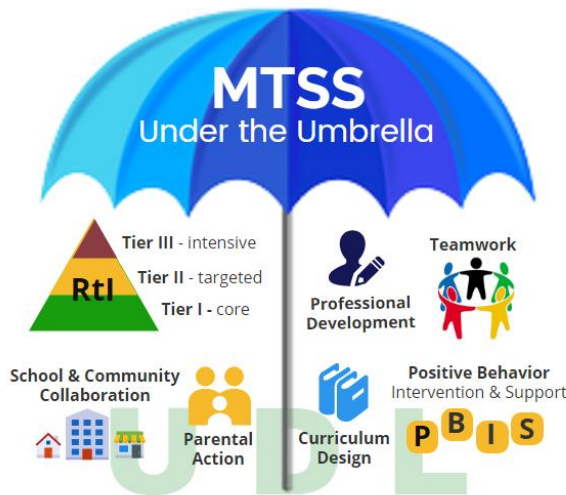 MTSS
Under the Umbrella
Tier III - intensive
Tier II - targeted
Tier I - core
RtI
Professional
Development
Teamwork
School & Community
Collaboration
Parental
Action
Curriculum
Design
Positive Behavior
Intervention & Support
P B I S
UDL